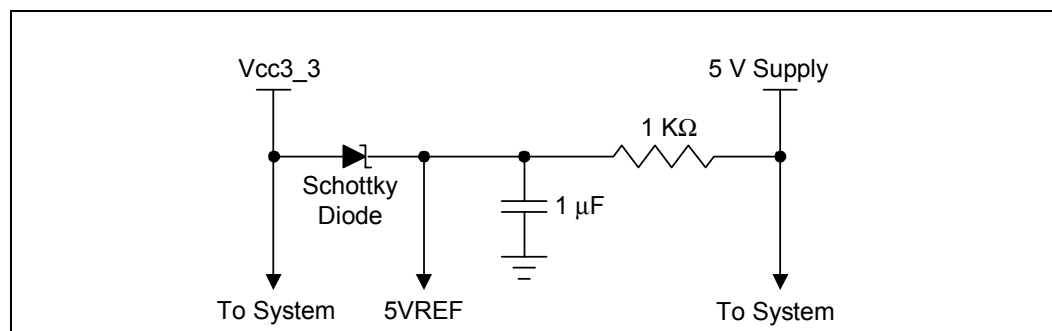 Vcc3_3
5 V Supply
1 KΩ
Schottky
Diode
1 μF
To System
5VREF
To System